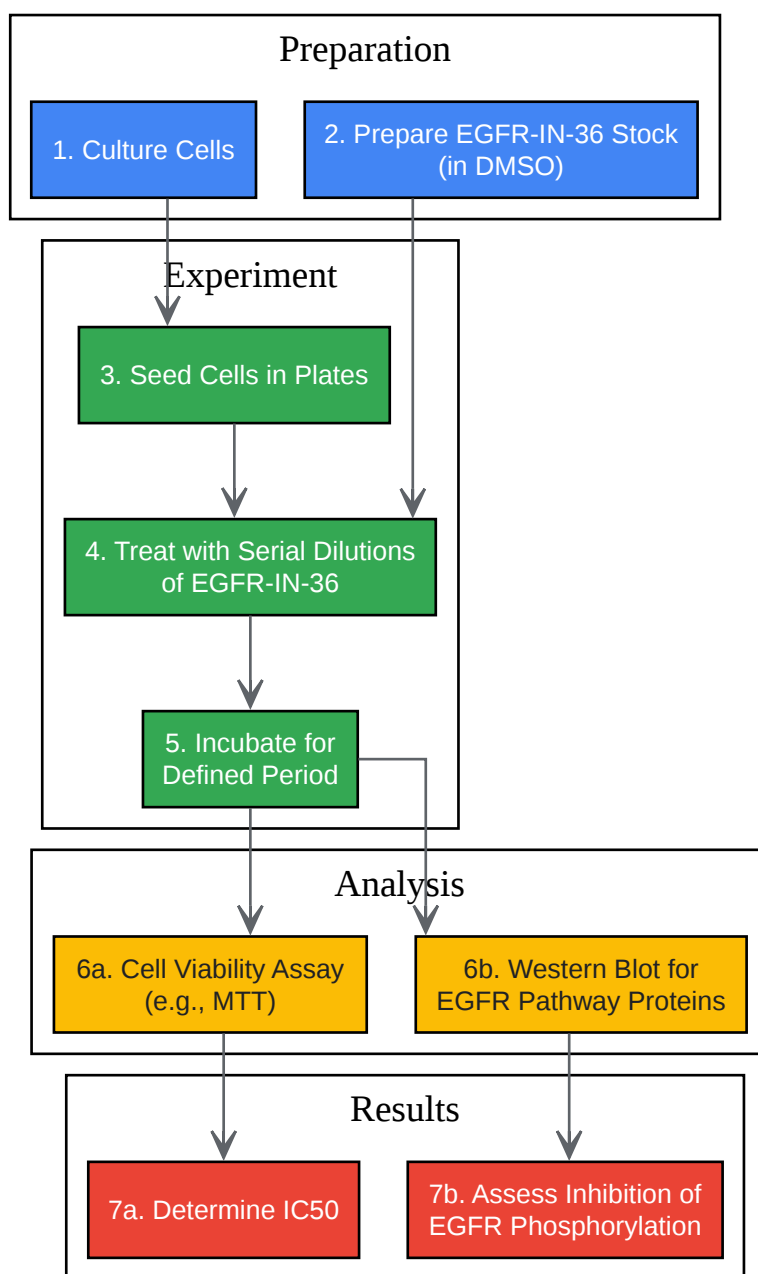 Preparation
1. Culture Cells
2. Prepare EGFR-IN-36 Stock
(in DMSO)
Experiment
3. Seed Cells in Plates
4. Treat with Serial Dilutions
of EGFR-IN-36
5. Incubate for
Defined Period
Analysis
6a. Cell Viability Assay
(e.g., MTT)
6b. Western Blot for
EGFR Pathway Proteins
Results
7a. Determine IC50
7b. Assess Inhibition of
EGFR Phosphorylation